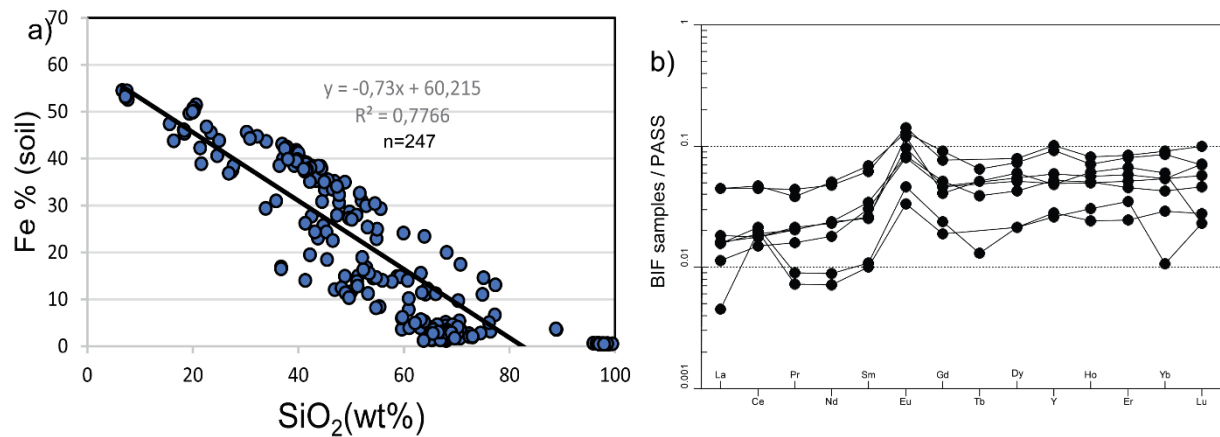 a)
70
60
50
40
30
20
10
0
Fe % (soil)
y = -0,73x + 60,215
R² = 0,7766
n=247
0 20 40 60 80 100
SiO₂(wt%)
b)
1
0.1
0.01
0.001
BIF samples / PASS
La Pr Sm Gd Dy Ho Yb
Ce Nd Eu Tb Y Er Lu